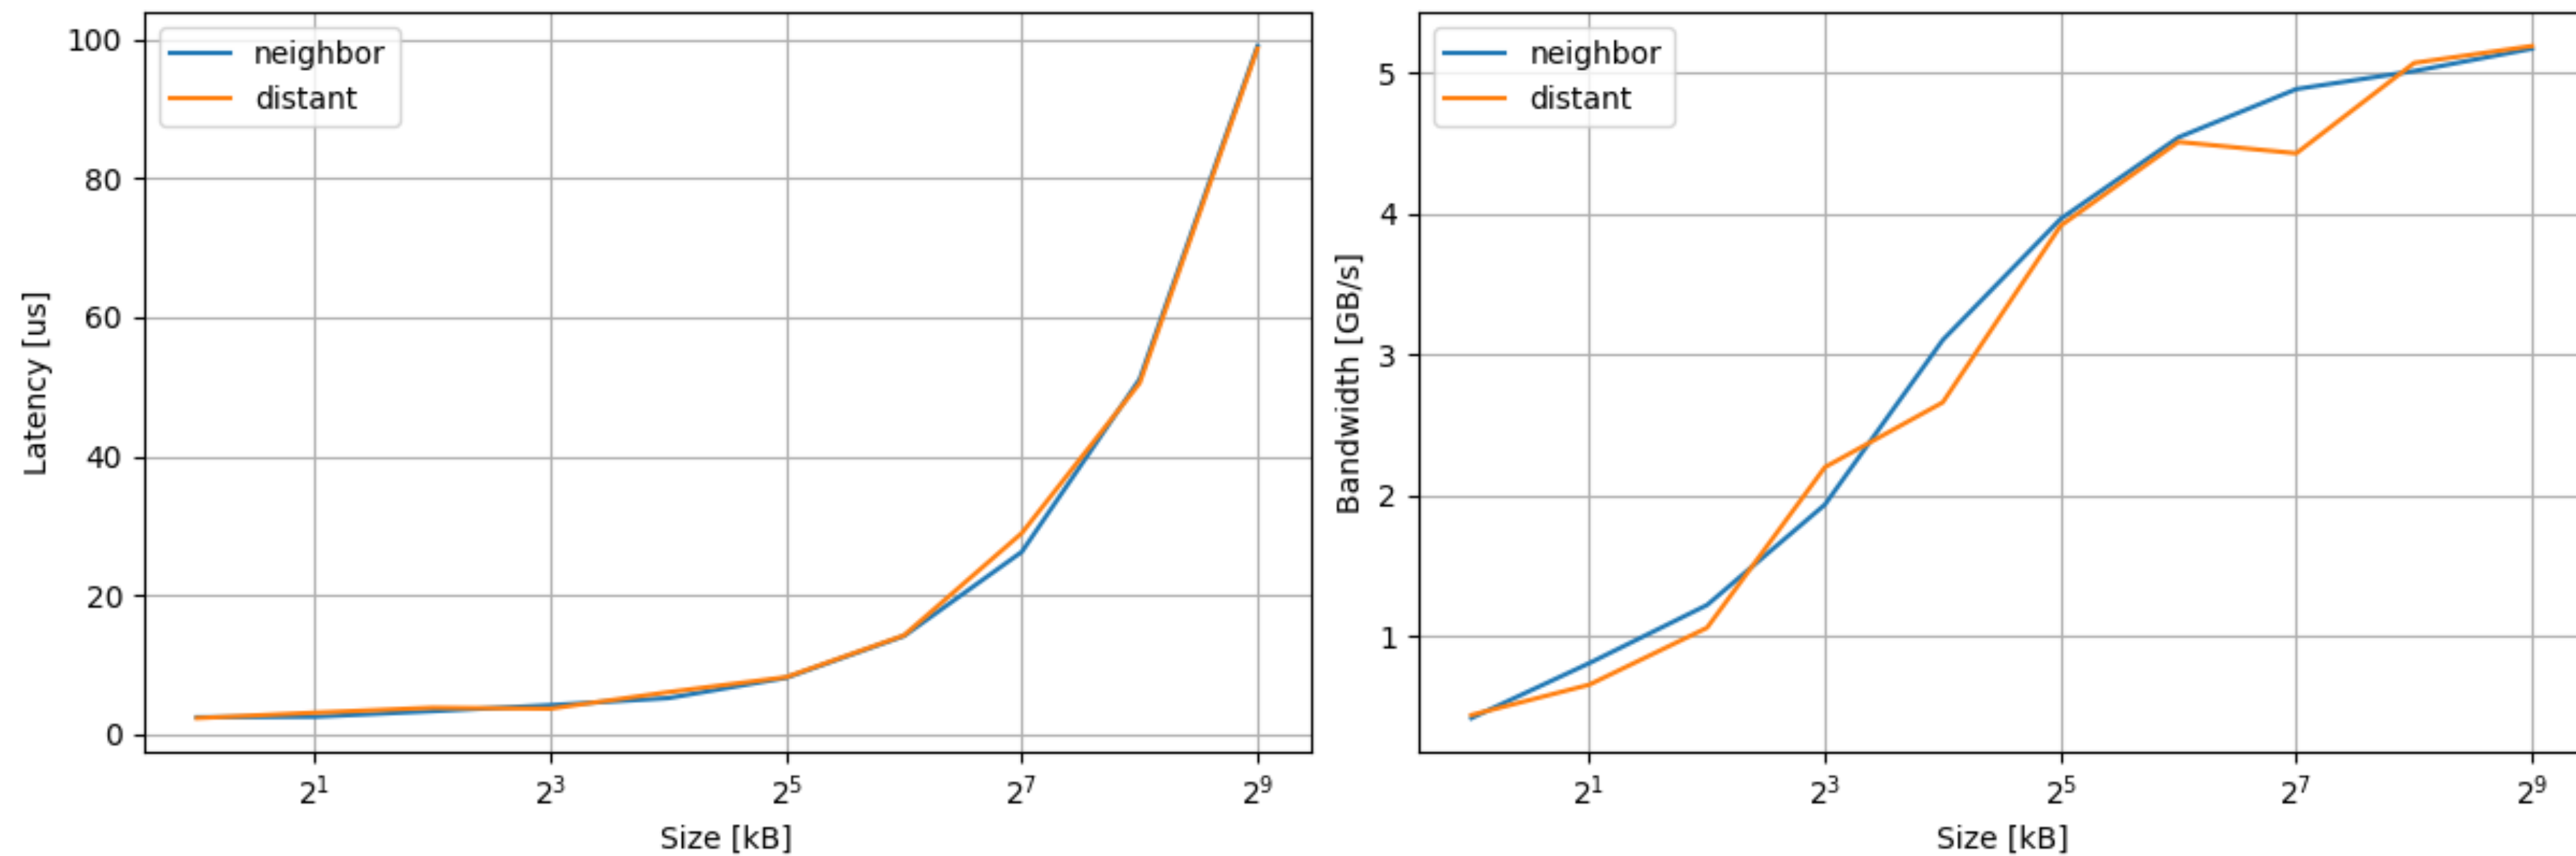 neighbor
distant
100
80
60
40
20
0
Latency [us]
2¹ 2³ 2⁵ 2⁷ 2⁹
Size [kB]
neighbor
distant
5
4
3
2
1
Bandwidth [GB/s]
2¹ 2³ 2⁵ 2⁷ 2⁹
Size [kB]